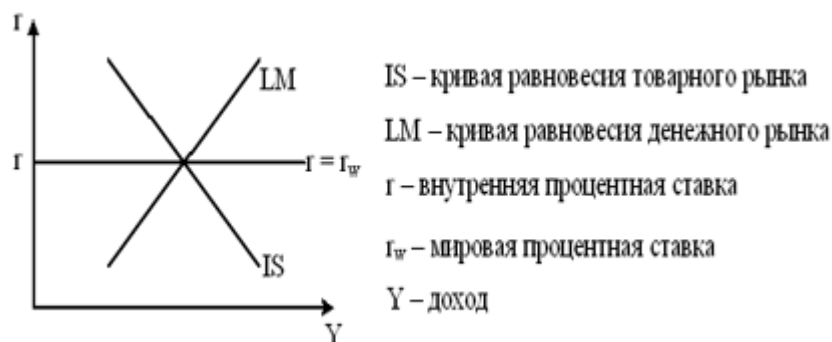 r
LM
r
r = r_w
IS
Y
IS – кривая равновесия товарного рынка
LM – кривая равновесия денежного рынка
r – внутренняя процентная ставка
r_w – мировая процентная ставка
Y – доход